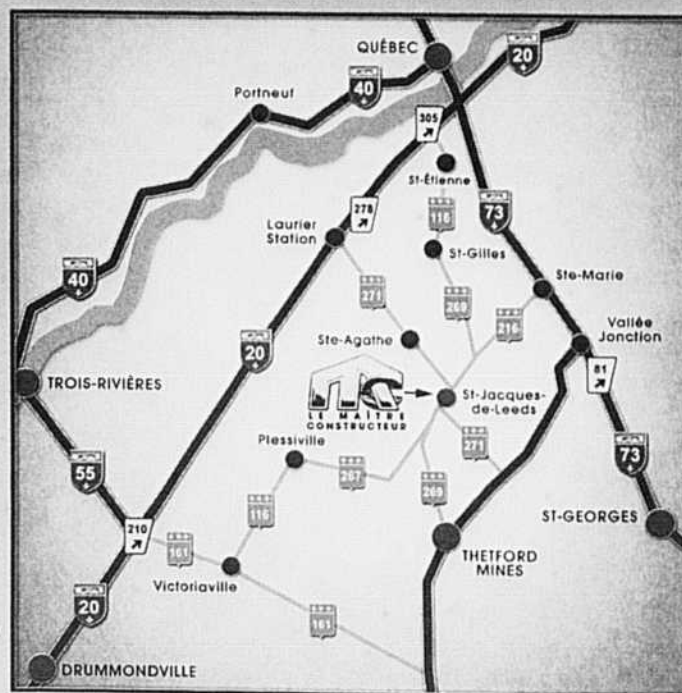 QUÉBEC
20
40
Portneuf
305
St-Étienne
278
Laurier
Station
116
73
St-Gilles
Ste-Marie
40
271
269
216
Vallée
Jonction
Ste-Agathe
20
81
TROIS-RIVIÈRES
LE MAÎTRE
CONSTRUCTEUR
St-Jacques-
de-Leeds
Plessiville
271
55
267
269
73
116
ST-GEORGES
210
161
THETFORD
MINES
Victoriaville
20
161
DRUMMONDVILLE